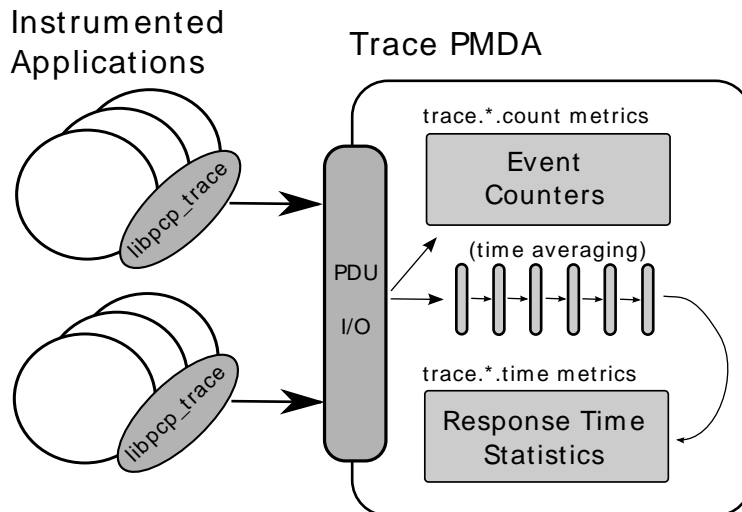 Instrumented
Applications
Trace PMDA
trace.*.count metrics
Event
Counters
libpcp_trace
(time averaging)
PDU
I/O
trace.*.time metrics
libpcp_trace
Response Time
Statistics